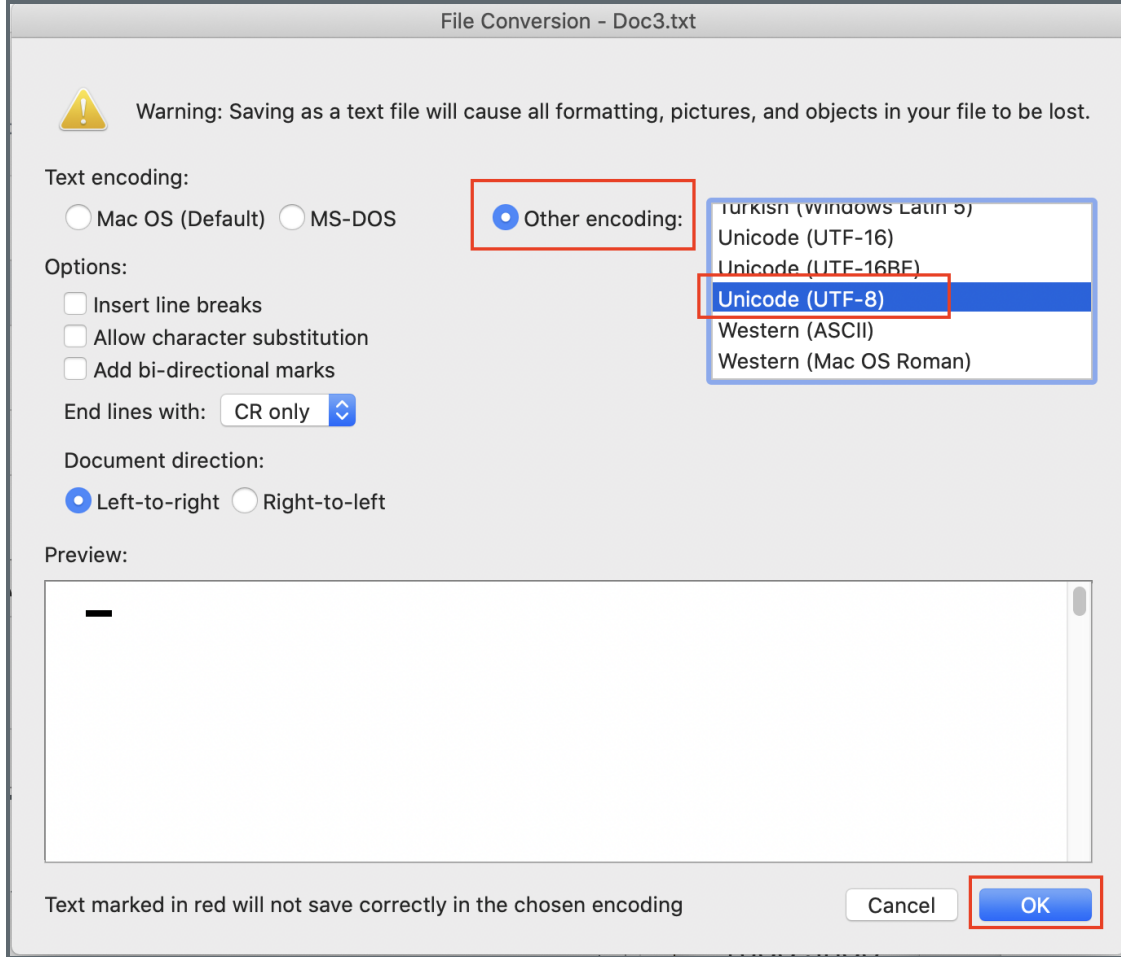 File Conversion - Doc3.txt
Warning: Saving as a text file will cause all formatting, pictures, and objects in your file to be lost.
Text encoding:
Mac OS (Default) MS-DOS Other encoding:
Turkish (Windows Latin 5)
Unicode (UTF-16)
Unicode (UTF-16BE)
Unicode (UTF-8)
Western (ASCII)
Western (Mac OS Roman)
Options:
Insert line breaks
Allow character substitution
Add bi-directional marks
End lines with: CR only
Document direction:
Left-to-right Right-to-left
Preview:
Text marked in red will not save correctly in the chosen encoding
Cancel OK